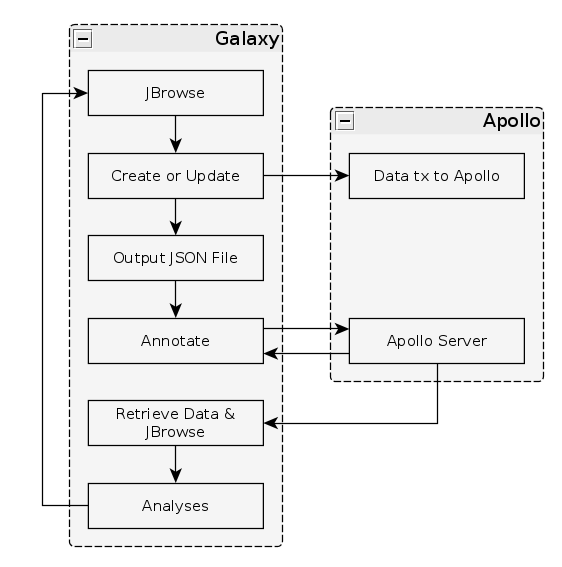 Galaxy
JBrowse
Create or Update
Output JSON File
Annotate
Retrieve Data &
JBrowse
Analyses
Apollo
Data tx to Apollo
Apollo Server